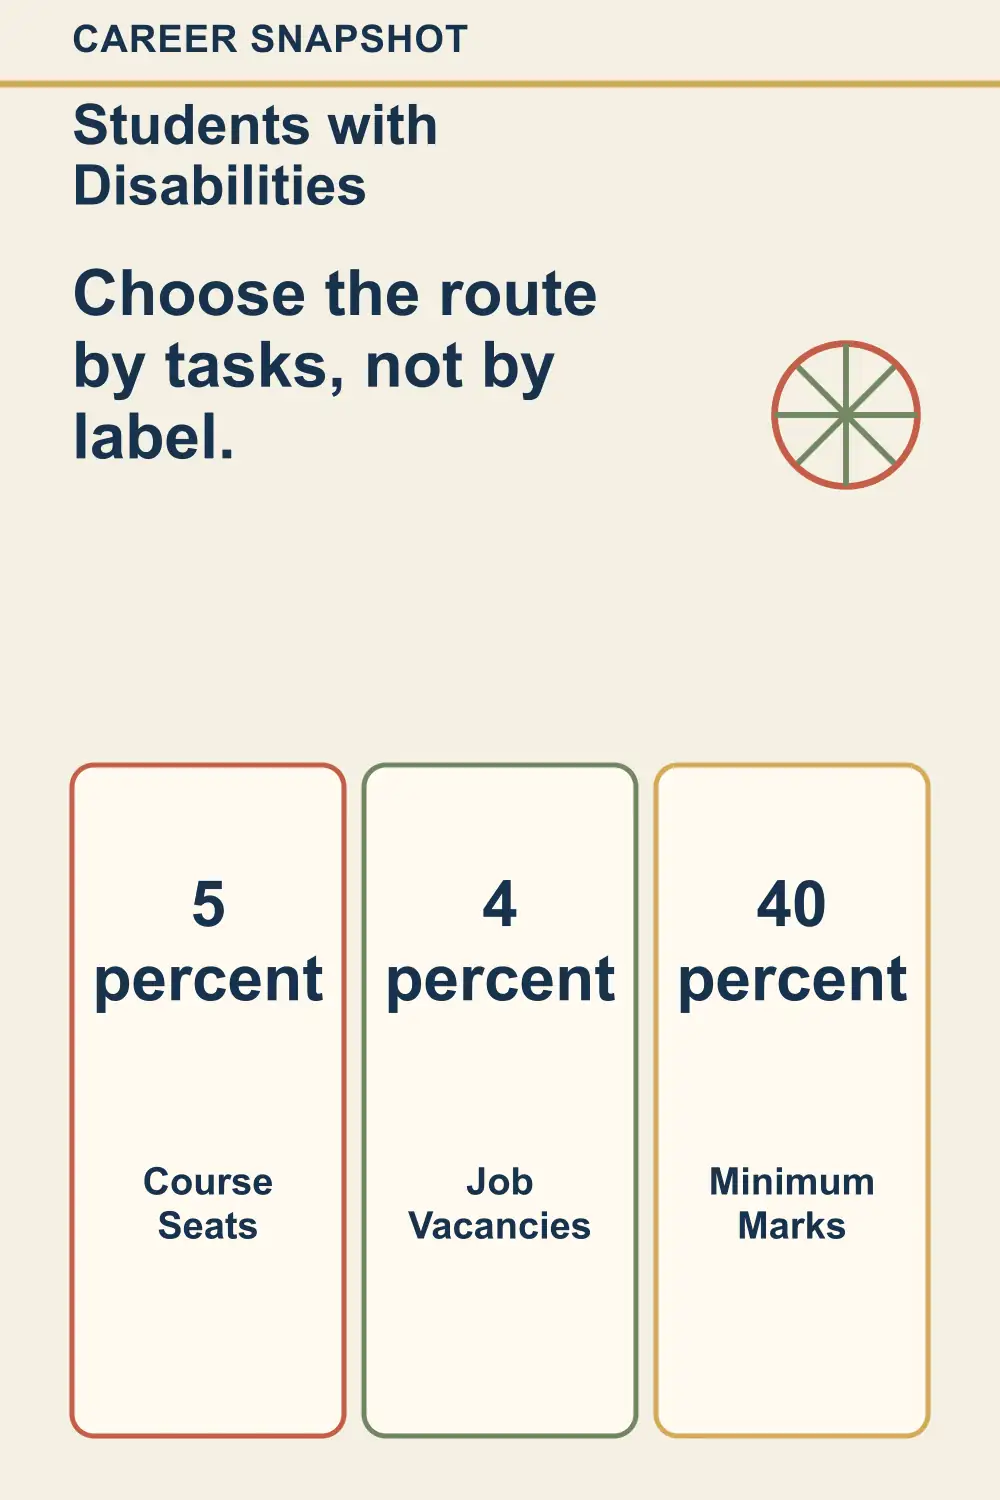 CAREER SNAPSHOT
Students with
Disabilities
Choose the route
by tasks, not by
label.
5
percent
Course
Seats
4
percent
Job
Vacancies
40
percent
Minimum
Marks